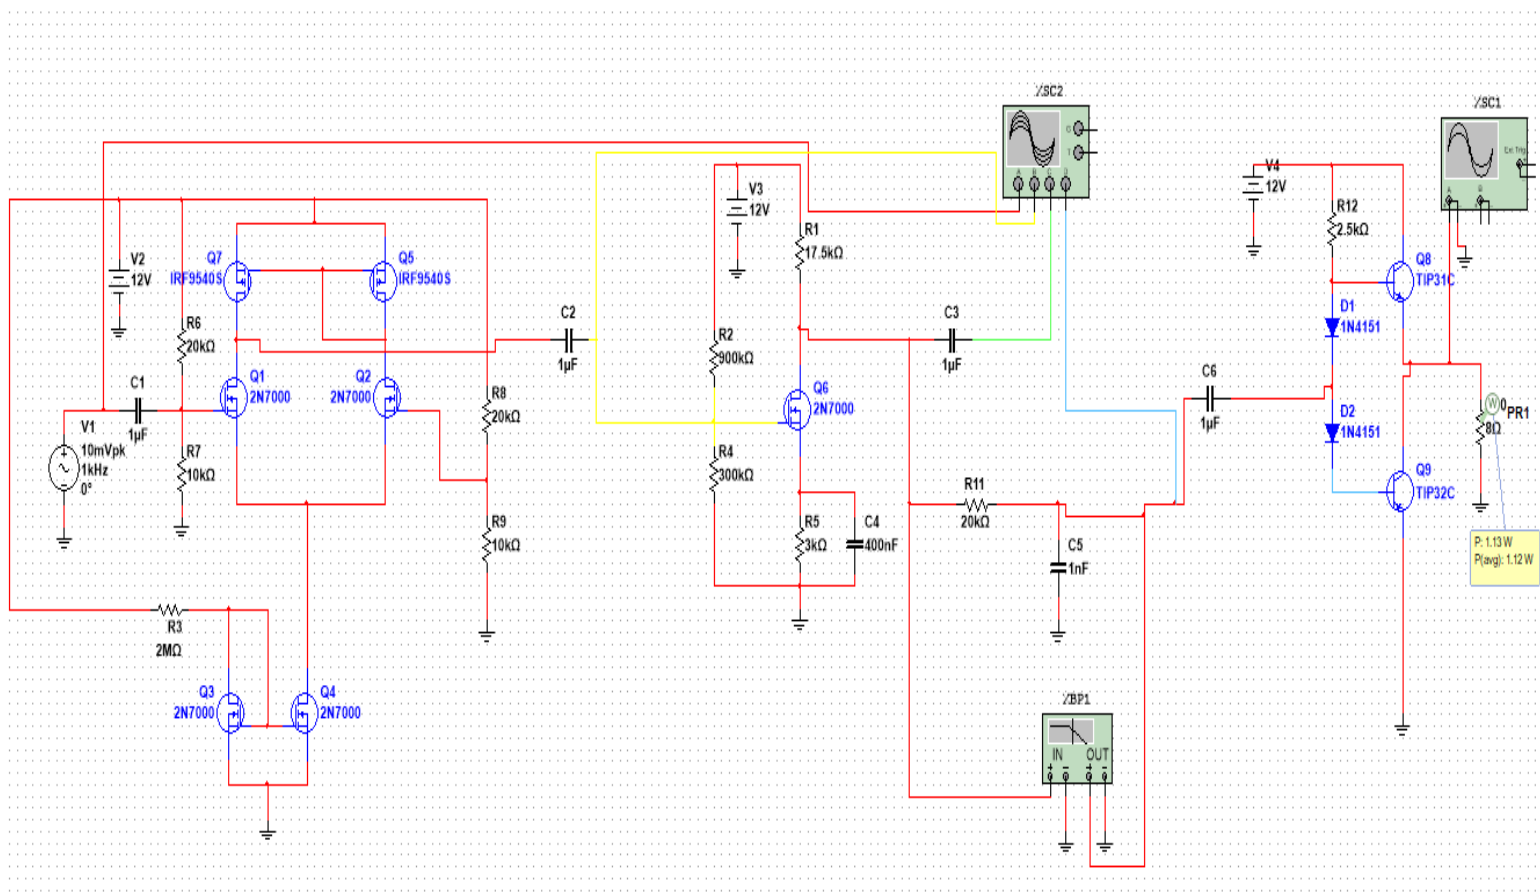 XSC2
XSC1
Ext Trig
A B C D
G
T
A
B
V2
12V
Q7
IRF9540S
Q5
IRF9540S
R6
20kΩ
C1
1µF
V1
10mVpk
1kHz
0°
R7
10kΩ
Q1
2N7000
Q2
2N7000
R8
20kΩ
R9
10kΩ
R3
2MΩ
Q3
2N7000
Q4
2N7000
C2
1µF
V3
12V
R1
17.5kΩ
R2
900kΩ
Q6
2N7000
R4
300kΩ
R5
3kΩ
C4
400nF
C3
1µF
R11
20kΩ
C5
1nF
XBP1
IN OUT
C6
1µF
V4
12V
R12
2.5kΩ
Q8
TIP31C
D1
1N4151
D2
1N4151
Q9
TIP32C
W
PR1
8Ω
P: 1.13 W
P(avg): 1.12 W